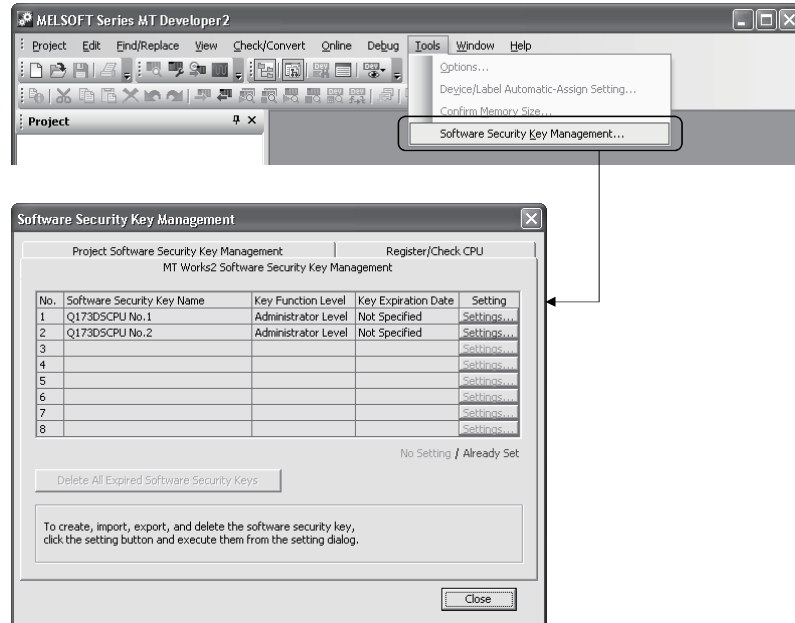 MELSOFT Series MT Developer2
Project Edit Find/Replace View Check/Convert Online Debug Tools Window Help
Options...
Device/Label Automatic-Assign Setting...
Confirm Memory Size...
Software Security Key Management...
Project
Software Security Key Management
Project Software Security Key Management Register/Check CPU
MT Works2 Software Security Key Management
No. Software Security Key Name Key Function Level Key Expiration Date Setting
1 Q173DSCPU No.1 Administrator Level Not Specified Settings...
2 Q173DSCPU No.2 Administrator Level Not Specified Settings...
3 Settings...
4 Settings...
5 Settings...
6 Settings...
7 Settings...
8 Settings...
No Setting / Already Set
Delete All Expired Software Security Keys
To create, import, export, and delete the software security key,
click the setting button and execute them from the setting dialog.
Close